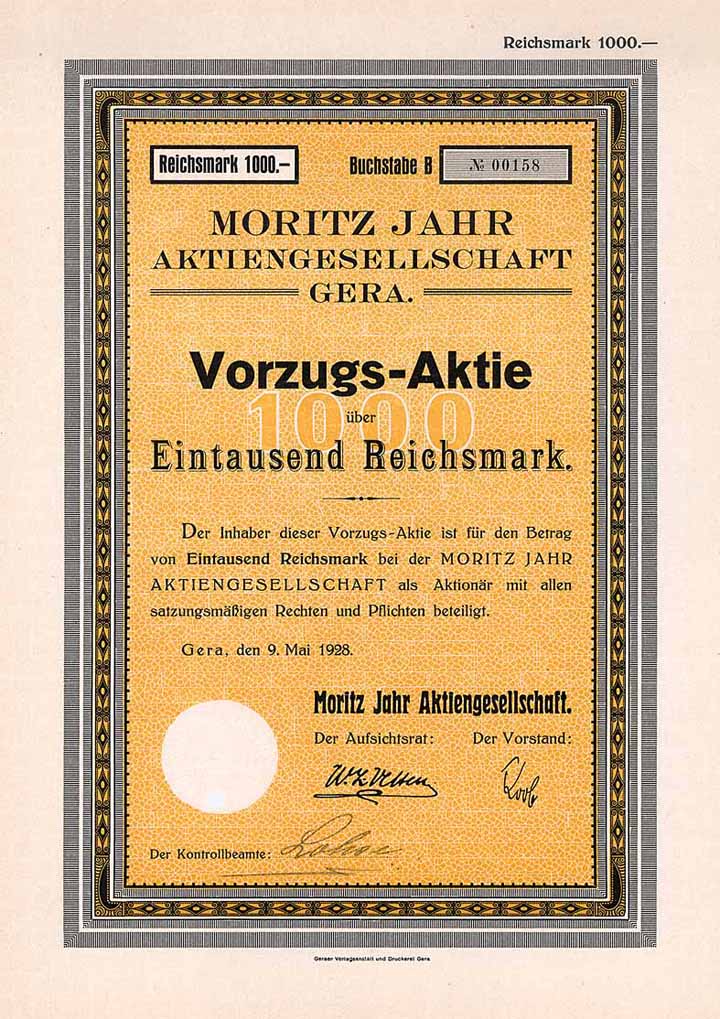 Reichsmark 1000.—
Reichsmark 1000.—
Buchstabe B
№ 00158
MORITZ JAHR
AKTIENGESELLSCHAFT
GERA.
Vorzugs-Aktie
1000
über
Eintausend Reichsmark.
Der Inhaber dieser Vorzugs-Aktie ist für den Betrag
von Eintausend Reichsmark bei der MORITZ JAHR
AKTIENGESELLSCHAFT als Aktionär mit allen
satzungsmäßigen Rechten und Pflichten beteiligt.
Gera, den 9. Mai 1928.
Moritz Jahr Aktiengesellschaft.
Der Aufsichtsrat: Der Vorstand:
Der Kontrollbeamte:
Geraer Verlagsanstalt und Druckerei Gera